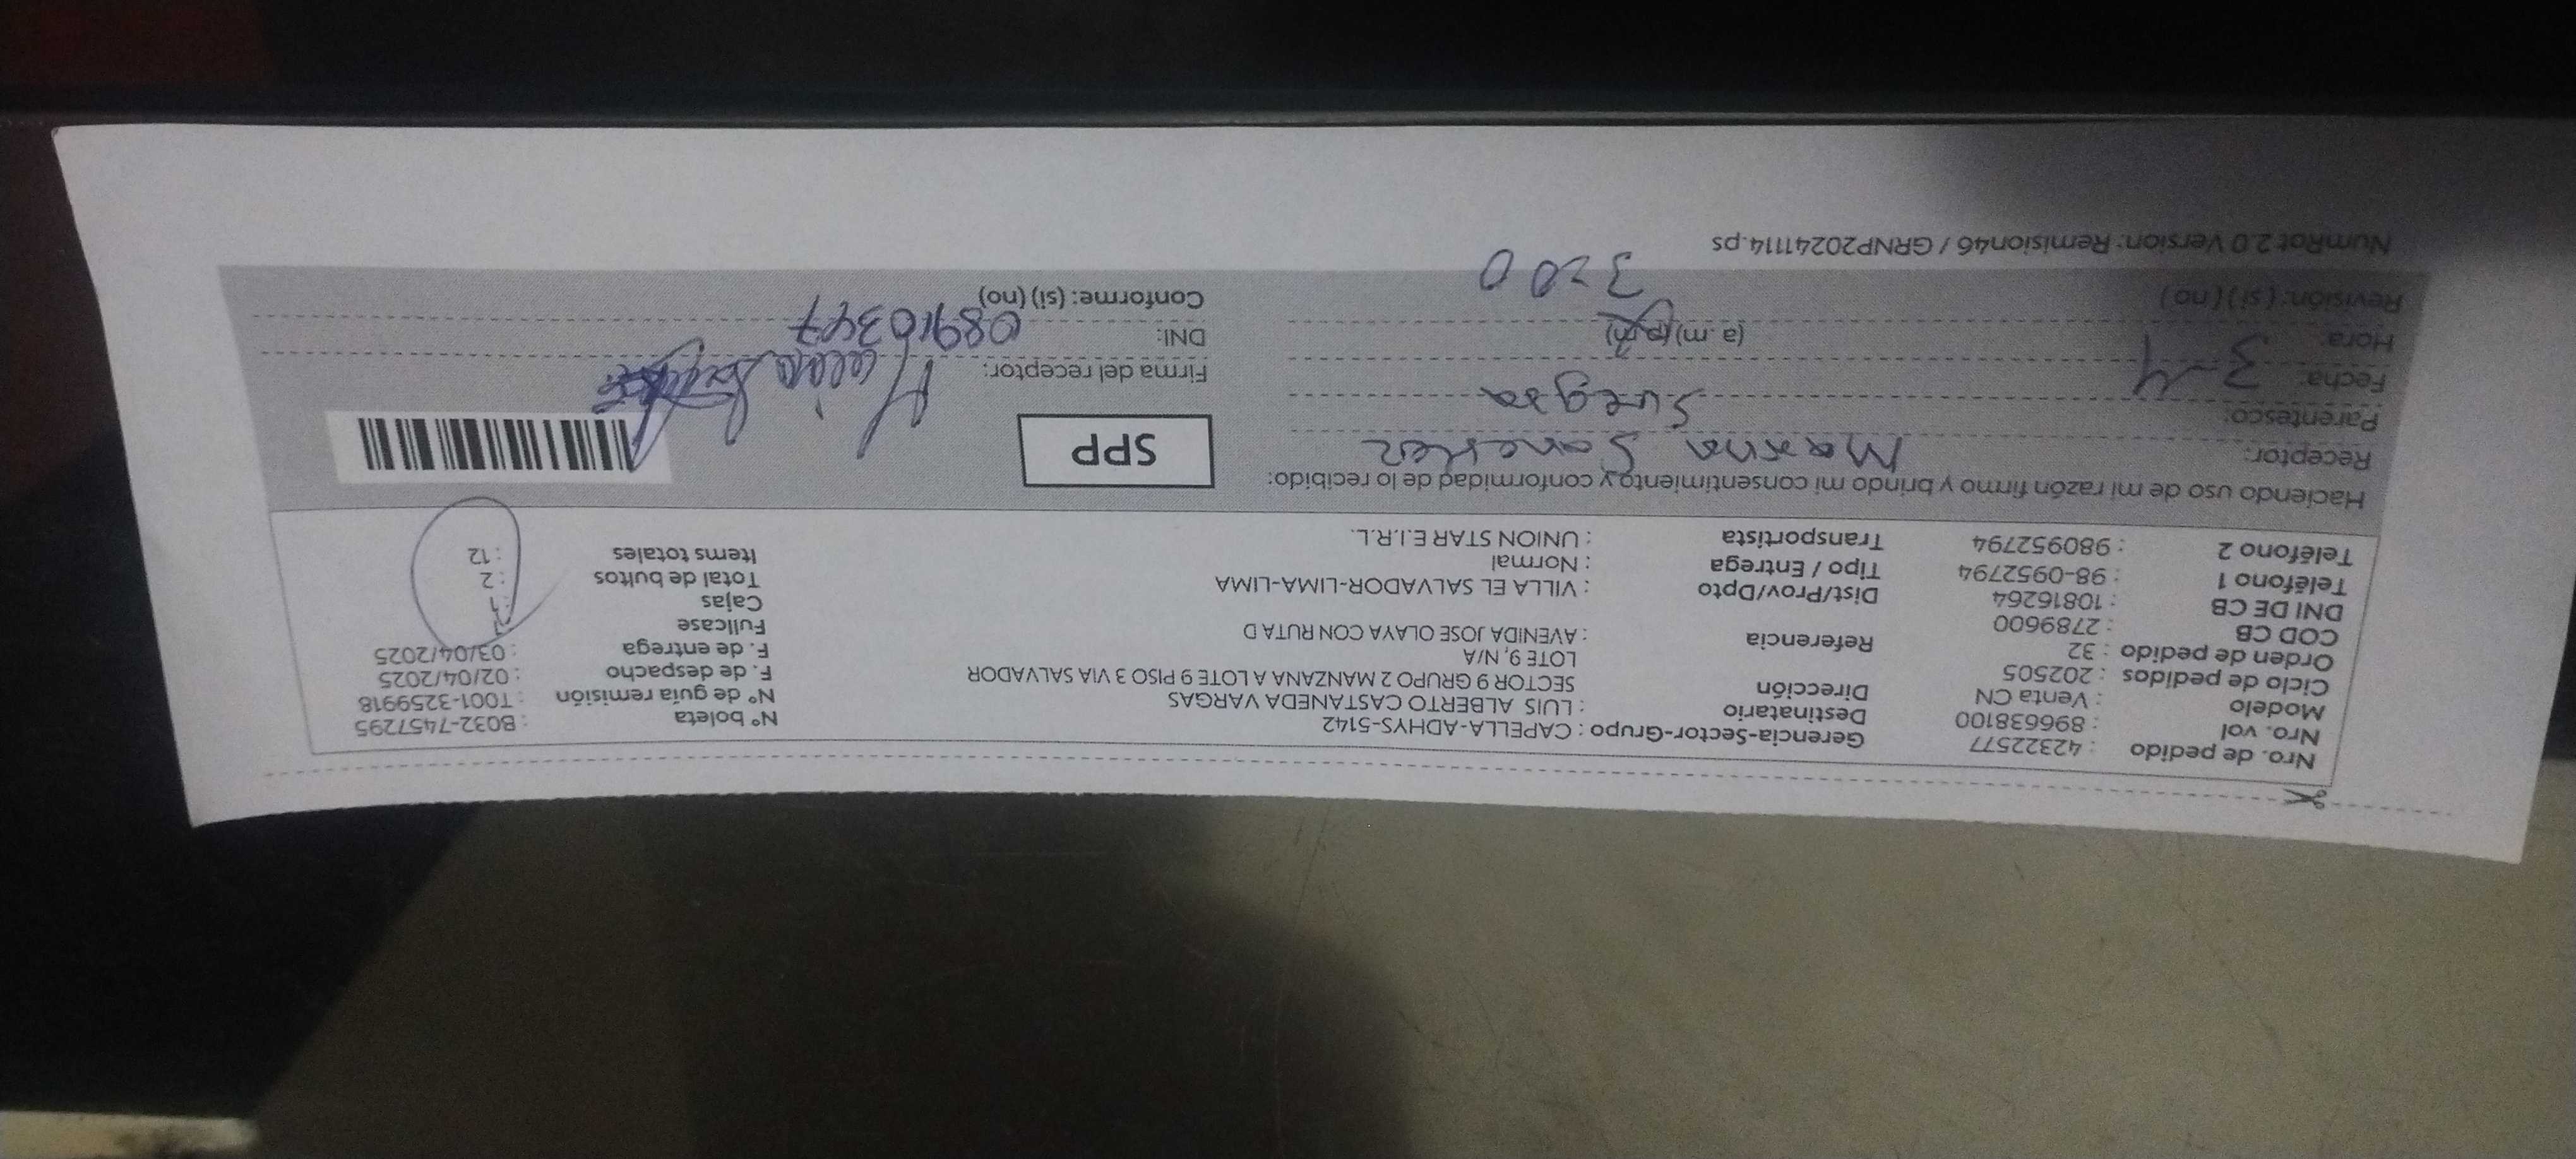 Nro. de pedido : 42322577
Nro. vol : 896638100
Modelo : Venta CN
Ciclo de pedidos : 202505
Orden de pedido : 32
COD CB : 2789600
DNI DE CB : 10816264
Teléfono 1 : 98-0952794
Teléfono 2 : 980952794
Gerencia-Sector-Grupo : CAPELLA-ADHYS-5142
Destinatario : LUIS ALBERTO CASTANEDA VARGAS
Dirección SECTOR 9 GRUPO 2 MANZANA A LOTE 9 PISO 3 VIA SALVADOR
LOTE 9, N/A
Referencia : AVENIDA JOSE OLAYA CON RUTA D
Dist/Prov/Dpto : VILLA EL SALVADOR-LIMA-LIMA
Tipo / Entrega : Normal
Transportista : UNION STAR E.I.R.L.
N° boleta : B032-7457295
N° de guía remisión : T001-3259918
F. de despacho : 02/04/2025
F. de entrega : 03/04/2025
Fullcase
Cajas : 1
Total de bultos : 2
Items totales : 12
Haciendo uso de mi razón firmo y brindo mi consentimiento y conformidad de lo recibido:
Receptor:
Parentesco: Suegra
Fecha: 3-4
Hora: (a.m) (p.m)
Revisión: (si) (no)
SPP
Firma del receptor:
DNI:
Conforme: (si) (no)
NumRot 2.0 Version: Remision46 / GRNP20241114.ps